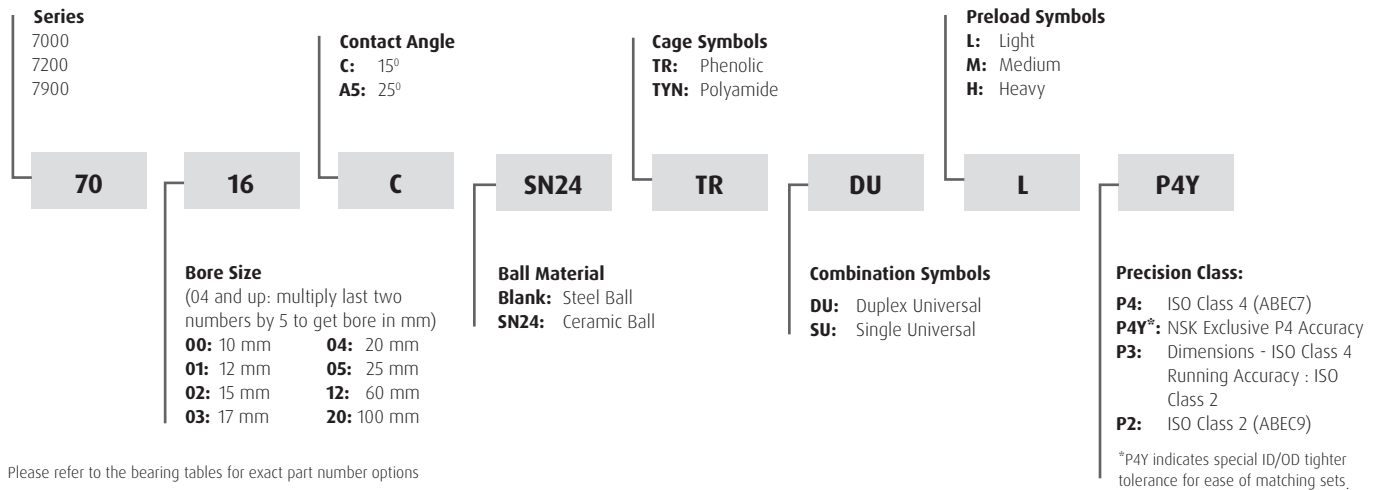 Series
7000
7200
7900
Contact Angle
C: 15⁰
A5: 25⁰
Cage Symbols
TR: Phenolic
TYN: Polyamide
Preload Symbols
L: Light
M: Medium
H: Heavy
70 16 C SN24 TR DU L P4Y
Bore Size
(04 and up: multiply last two
numbers by 5 to get bore in mm)
00: 10 mm 04: 20 mm
01: 12 mm 05: 25 mm
02: 15 mm 12: 60 mm
03: 17 mm 20: 100 mm
Ball Material
Blank: Steel Ball
SN24: Ceramic Ball
Combination Symbols
DU: Duplex Universal
SU: Single Universal
Precision Class:
P4: ISO Class 4 (ABEC7)
P4Y*: NSK Exclusive P4 Accuracy
P3: Dimensions - ISO Class 4
Running Accuracy : ISO
Class 2
P2: ISO Class 2 (ABEC9)
*P4Y indicates special ID/OD tighter
tolerance for ease of matching sets.
Please refer to the bearing tables for exact part number options